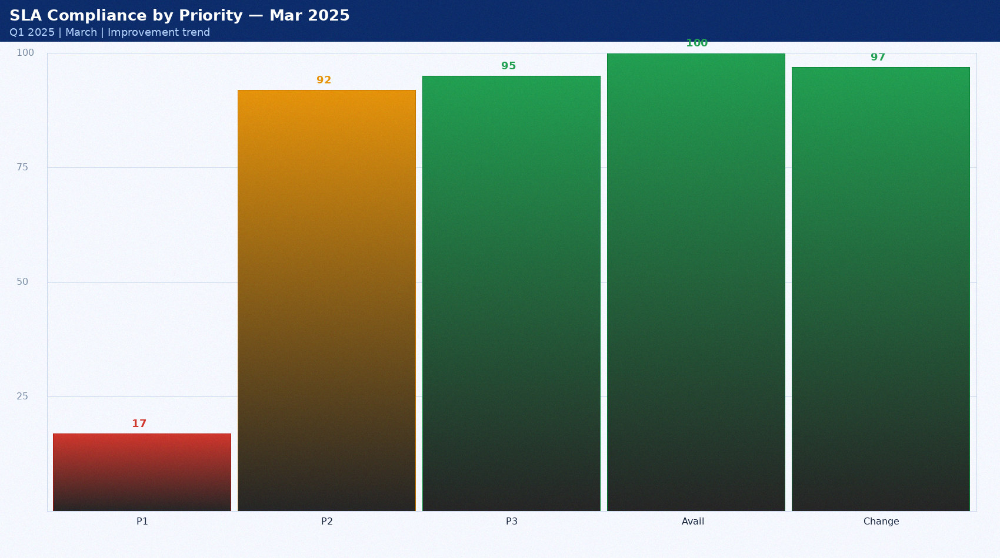 SLA Compliance by Priority — Mar 2025
Q1 2025 | March | Improvement trend
100
75
50
25
17
92
95
100
97
P1
P2
P3
Avail
Change